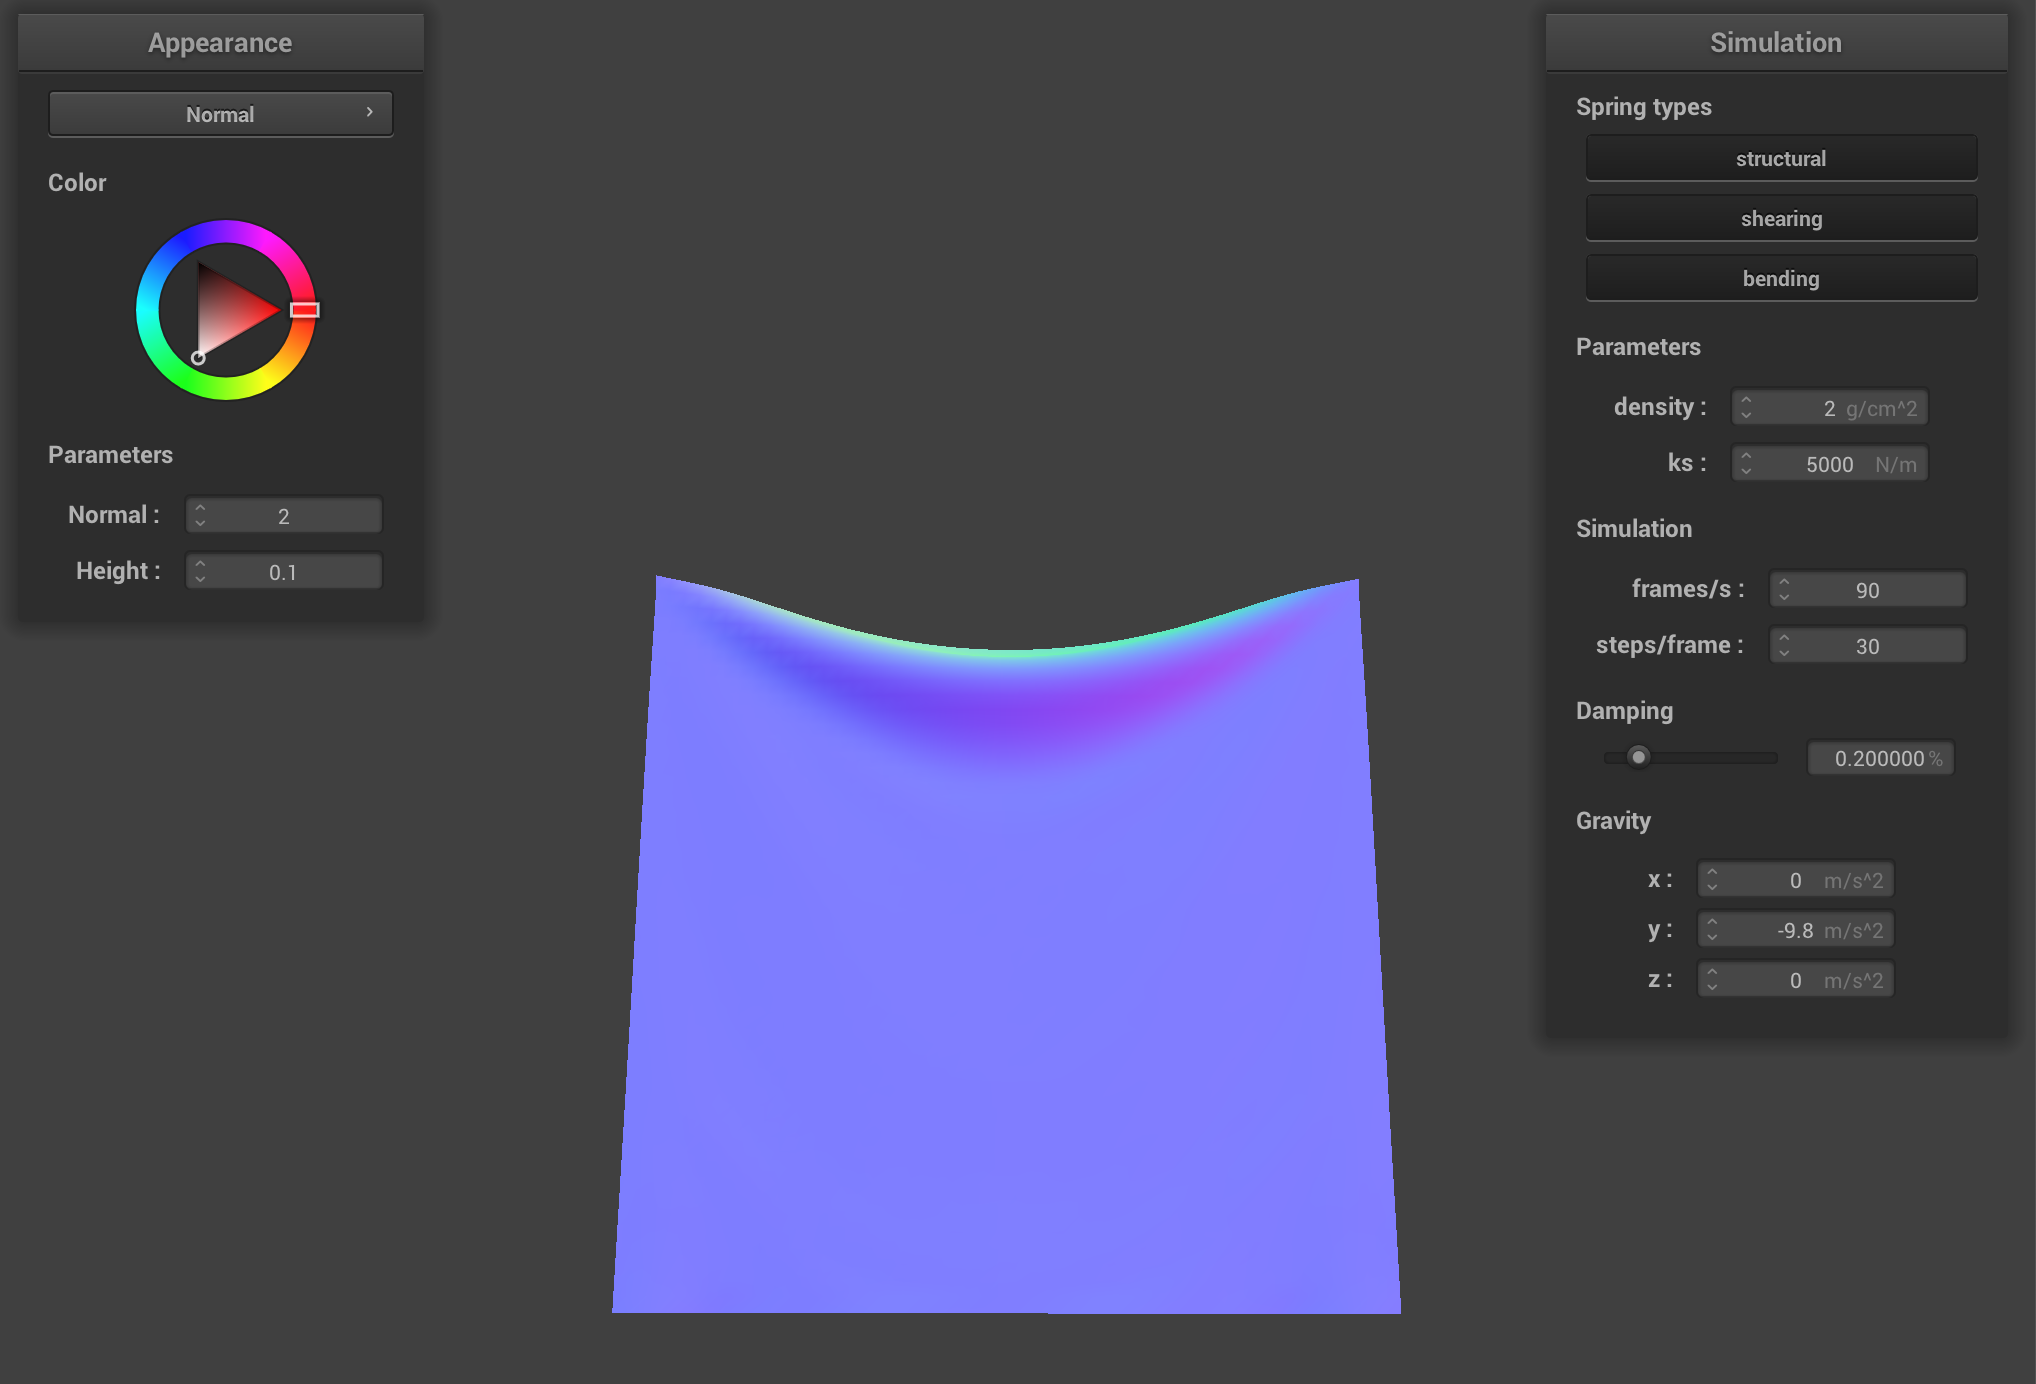 Appearance
Normal
Color
Parameters
Normal : 2
Height : 0.1
Simulation
Spring types
structural
shearing
bending
Parameters
density : 2 g/cm^2
ks : 5000 N/m
Simulation
frames/s : 90
steps/frame : 30
Damping
0.200000 %
Gravity
x : 0 m/s^2
y : -9.8 m/s^2
z : 0 m/s^2